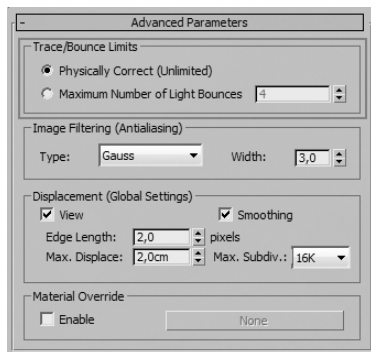 - Advanced Parameters
Trace/Bounce Limits
Physically Correct (Unlimited)
Maximum Number of Light Bounces 4
Image Filtering (Antialiasing)
Type: Gauss Width: 3,0
Displacement (Global Settings)
View Smoothing
Edge Length: 2,0 pixels
Max. Displace: 2,0cm Max. Subdiv.: 16K
Material Override
Enable None